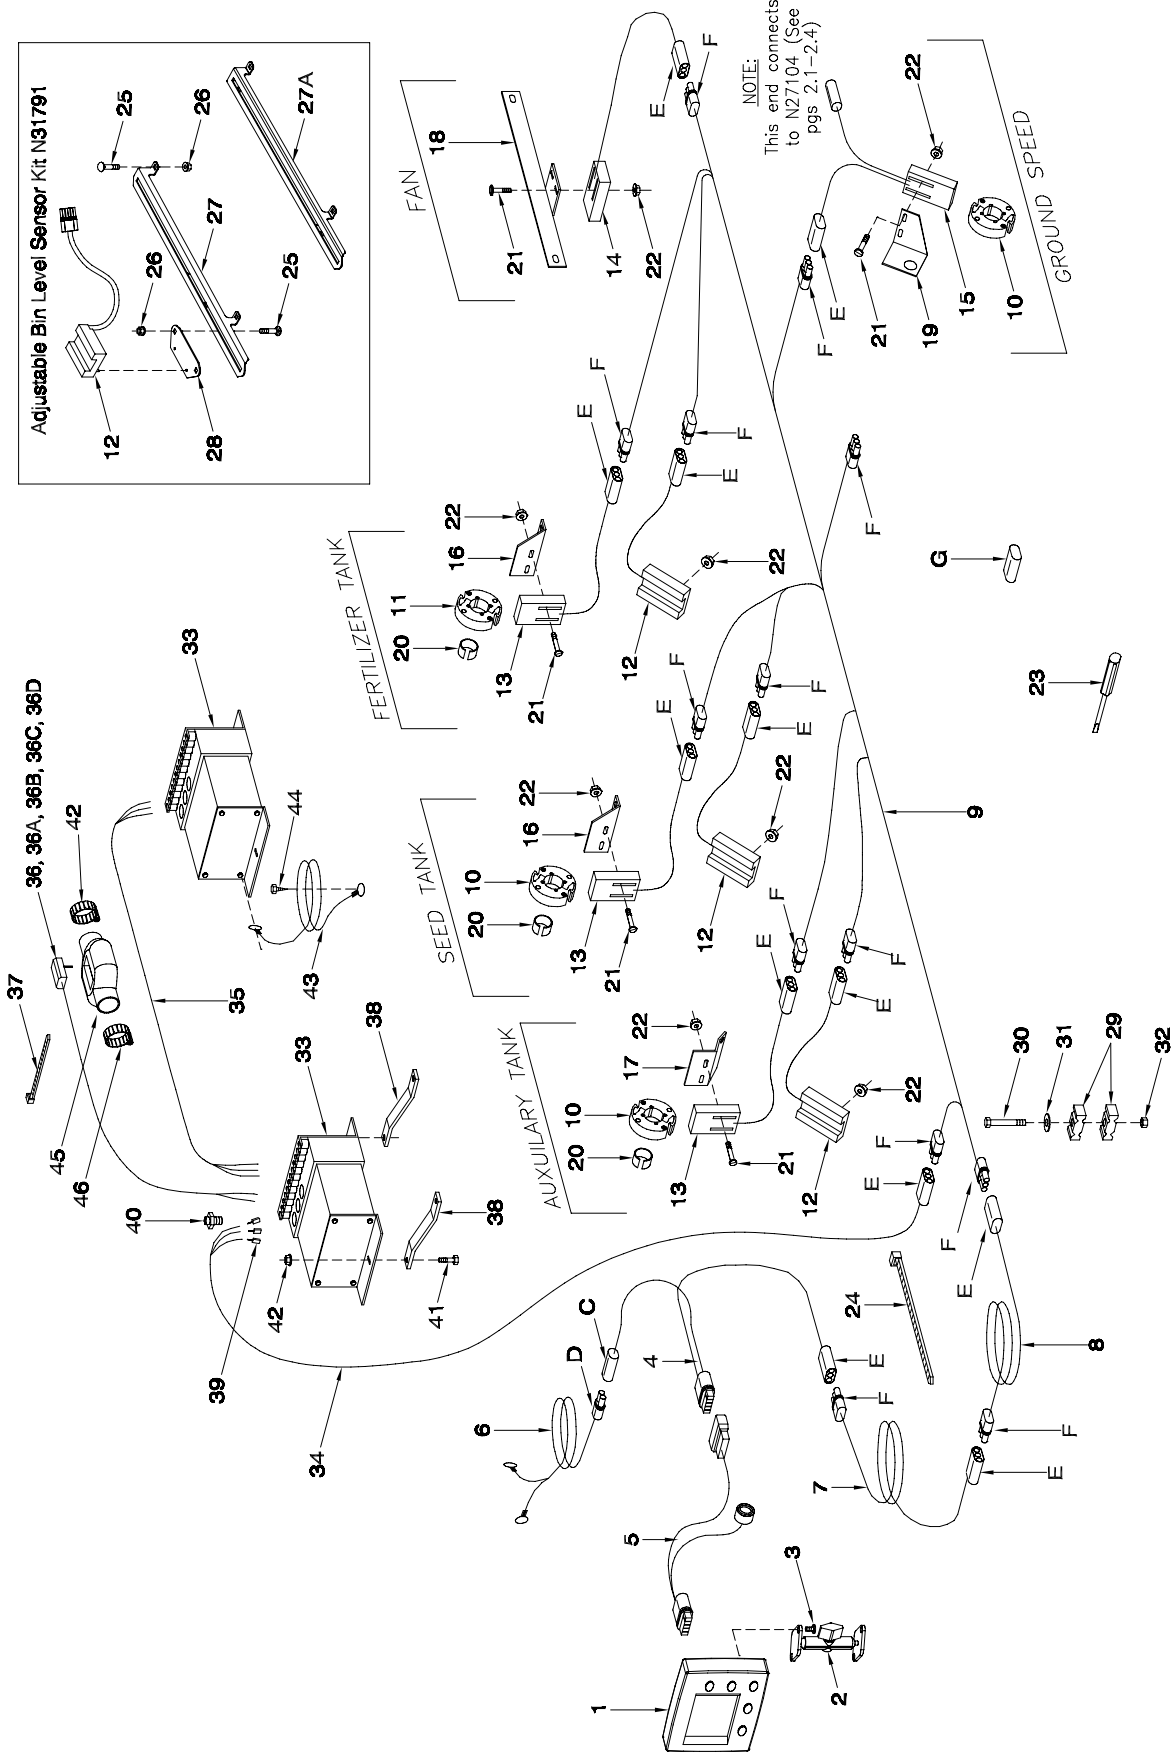 Adjustable Bin Level Sensor Kit N31791
25
26
27A
27
26
25
12
28
FAN
18
21
14
22
E
F
NOTE:
This end connects
to N27104 (See
pgs 2.1-2.4)
22
GROUND SPEED
21
19
15
10
E
F
F
E
F
E
FERTILIZER TANK
22
16
11
20
13
21
12
22
F
G
23
33
36, 36A, 36B, 36C, 36D
42
44
43
37
35
45
46
38
33
40
39
42
41
38
34
SEED TANK
22
16
10
20
13
21
12
22
F
E
F
E
9
AUXUILARY TANK
22
17
10
20
13
21
12
22
F
E
F
E
30
31
29
32
F
E
F
E
24
8
C
D
4
6
E
F
7
F
E
5
3
2
1